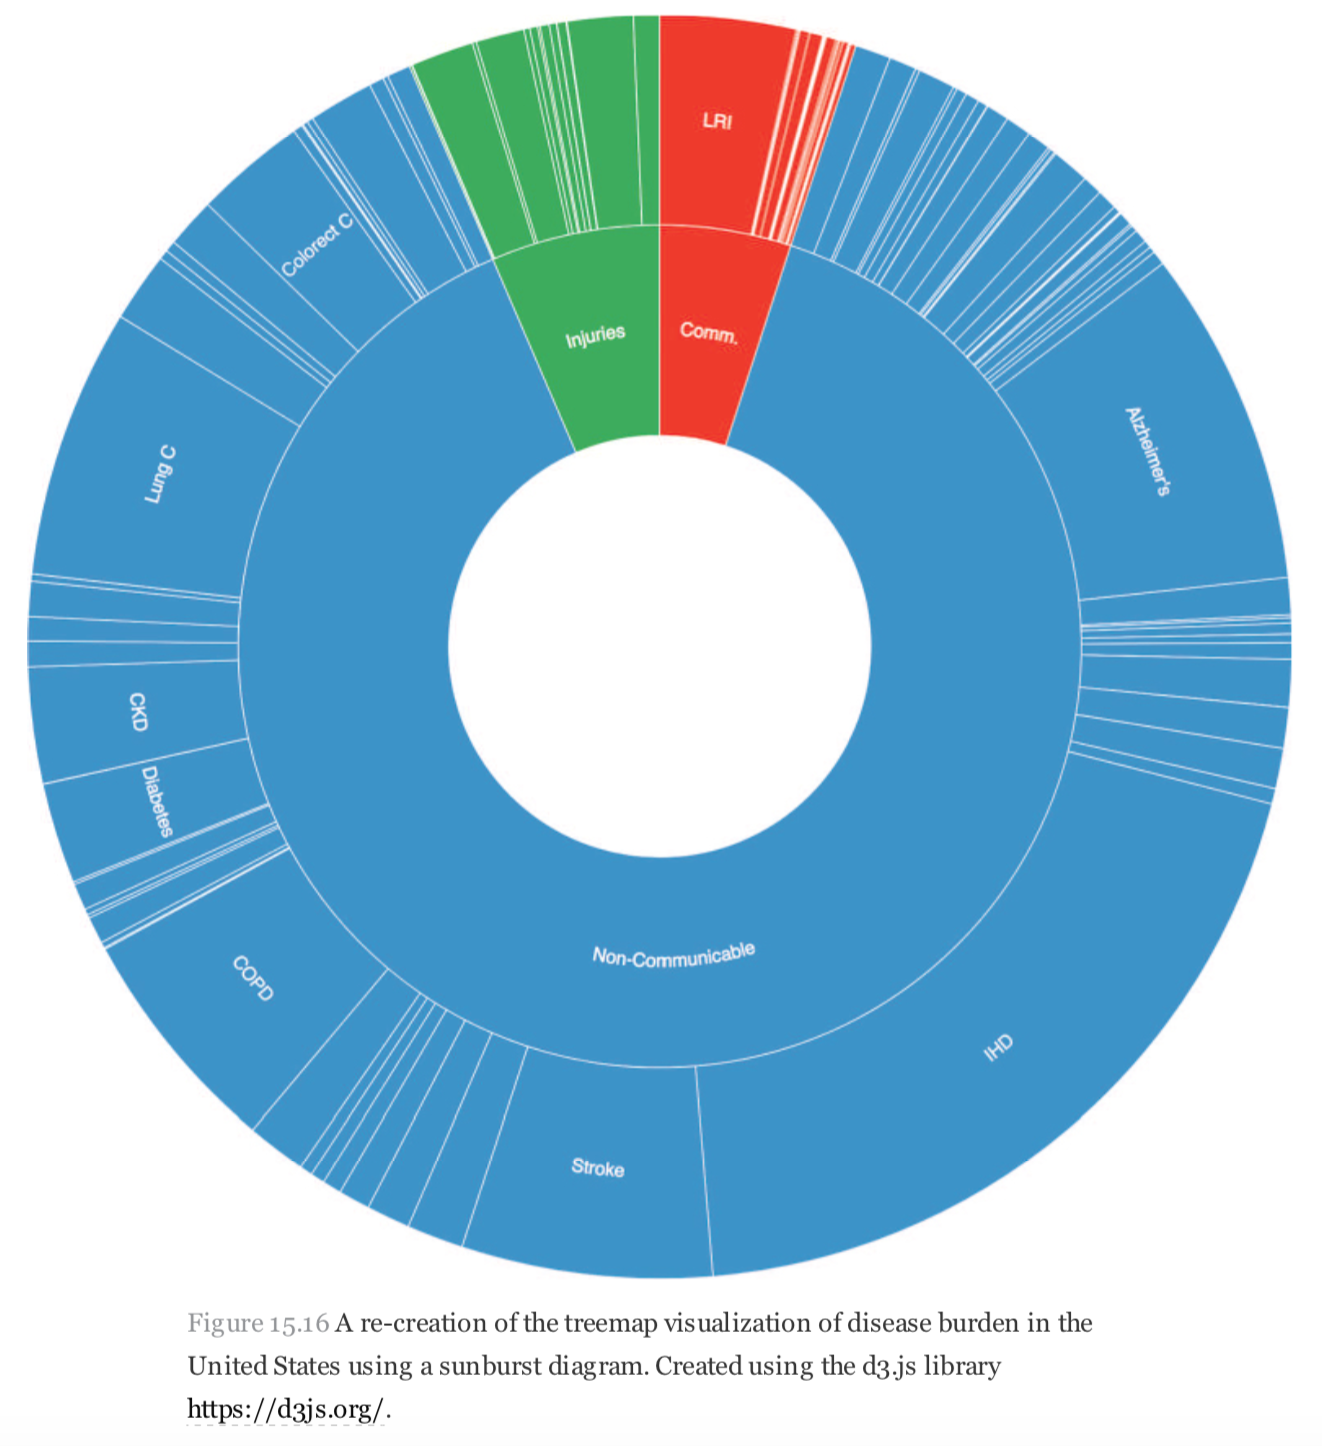 LRI
Colorect C
Injuries
Comm.
Alzheimer's
Lung C
CKD
Diabetes
Non-Communicable
COPD
IHD
Stroke
Figure 15.16 A re-creation of the treemap visualization of disease burden in the
United States using a sunburst diagram. Created using the d3.js library
https://d3js.org/.